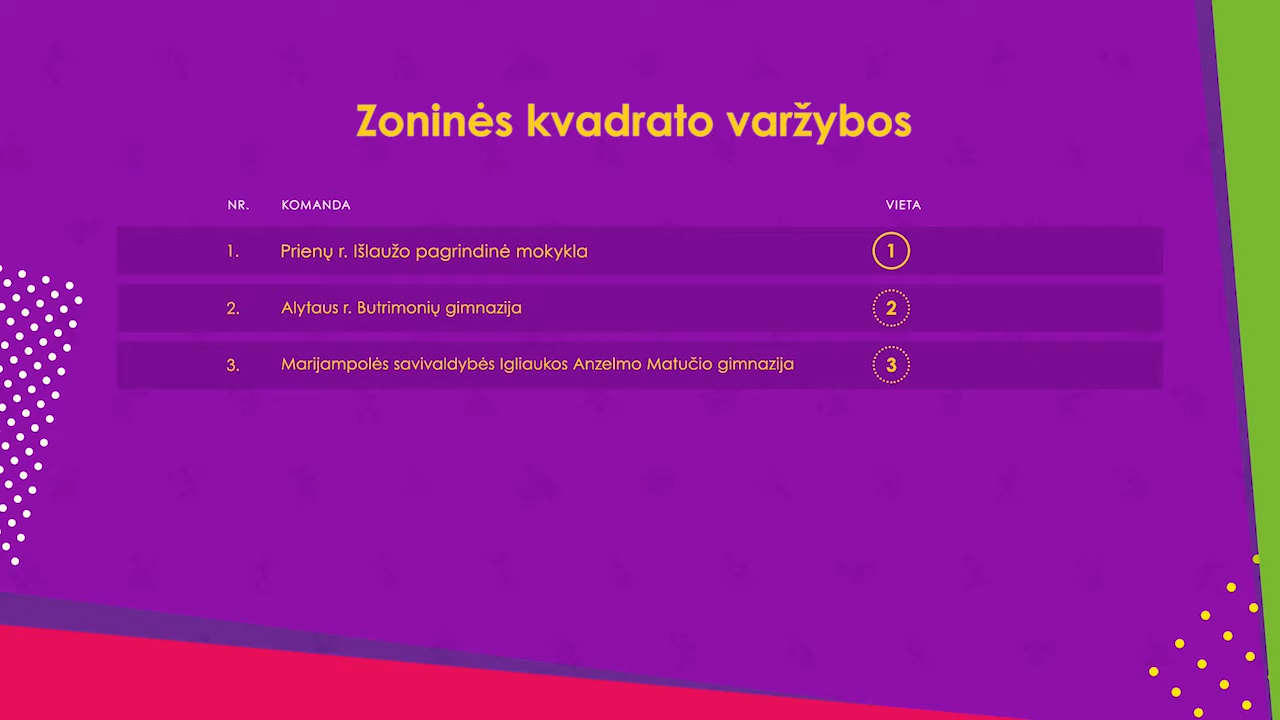 Zoninės kvadrato varžybos
NR. KOMANDA VIETA
1. Prienų r. Išlaužo pagrindinė mokykla 1
2. Alytaus r. Butrimonių gimnazija 2
3. Marijampolės savivaldybės Igliaukos Anzelmo Matučio gimnazija 3